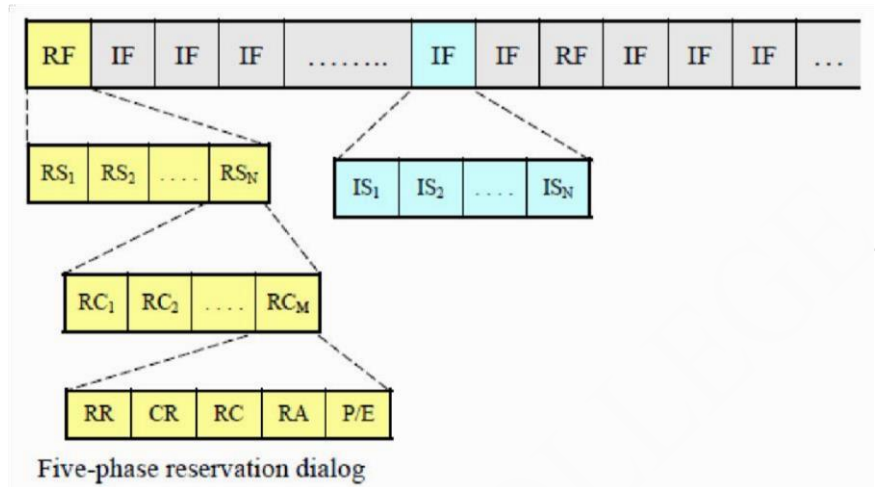 RF IF IF IF ........ IF IF RF IF IF IF ...
RS₁ RS₂ .... RSN
IS₁ IS₂ .... ISN
RC₁ RC₂ .... RCM
RR CR RC RA P/E
Five-phase reservation dialog